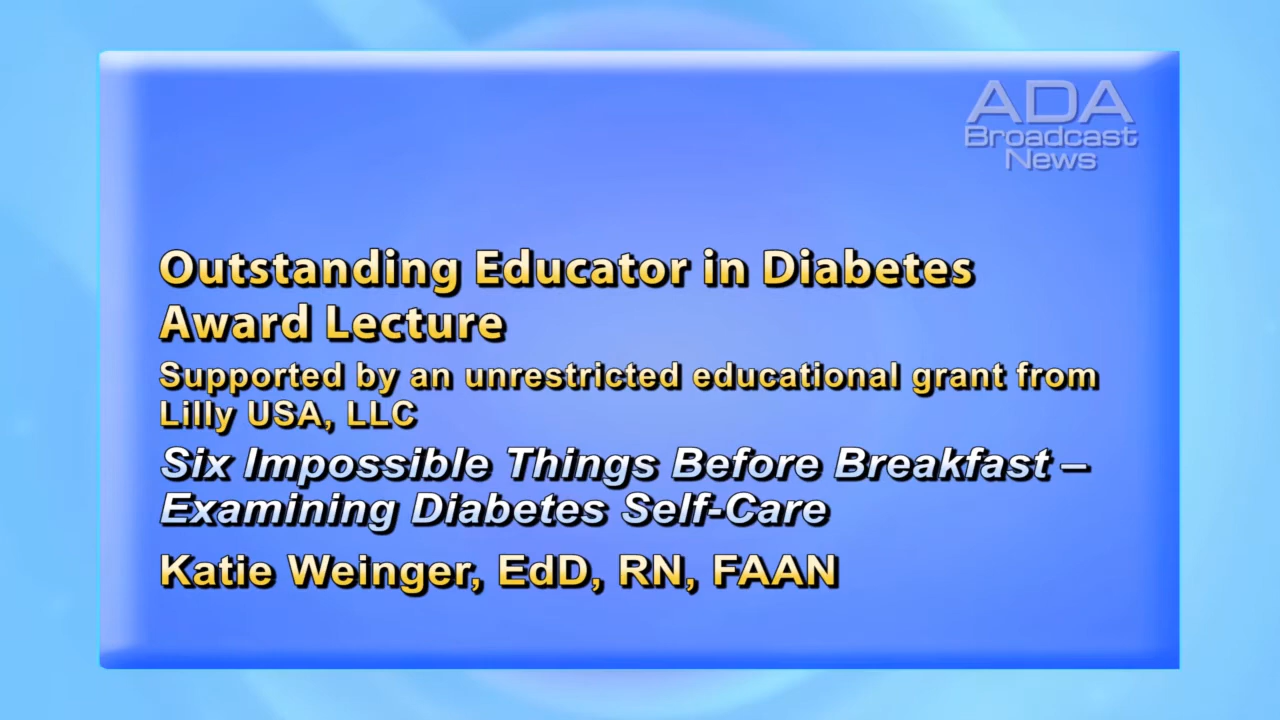 ADA
Broadcast
News
Outstanding Educator in Diabetes
Award Lecture
Supported by an unrestricted educational grant from
Lilly USA, LLC
Six Impossible Things Before Breakfast –
Examining Diabetes Self-Care
Katie Weinger, EdD, RN, FAAN